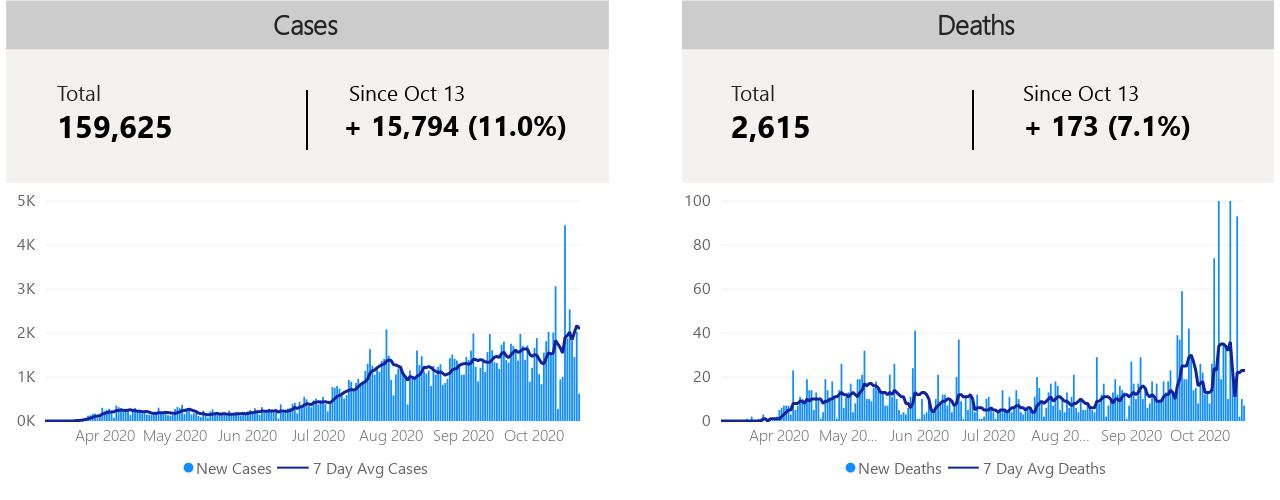 Cases
Total
159,625
Since Oct 13
+ 15,794 (11.0%)
5K
4K
3K
2K
1K
0K
Apr 2020 May 2020 Jun 2020 Jul 2020 Aug 2020 Sep 2020 Oct 2020
New Cases 7 Day Avg Cases
Deaths
Total
2,615
Since Oct 13
+ 173 (7.1%)
100
80
60
40
20
0
Apr 2020 May 20... Jun 2020 Jul 2020 Aug 20... Sep 2020 Oct 2020
New Deaths 7 Day Avg Deaths